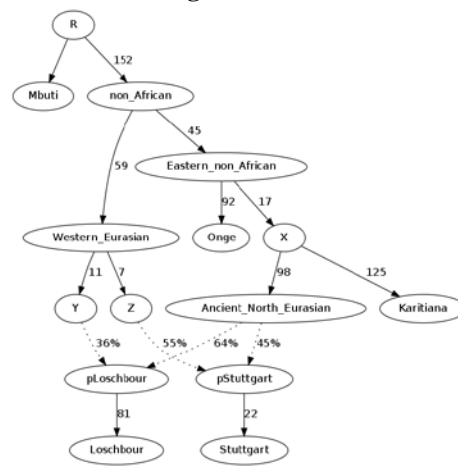 R
152
Mbuti
non_African
45
59
Eastern_non_African
92
17
Western_Eurasian
Onge
X
11
7
98
125
Y
Z
Ancient_North_Eurasian
Karitiana
36%
55%
64%
45%
pLoschbour
pStuttgart
81
22
Loschbour
Stuttgart